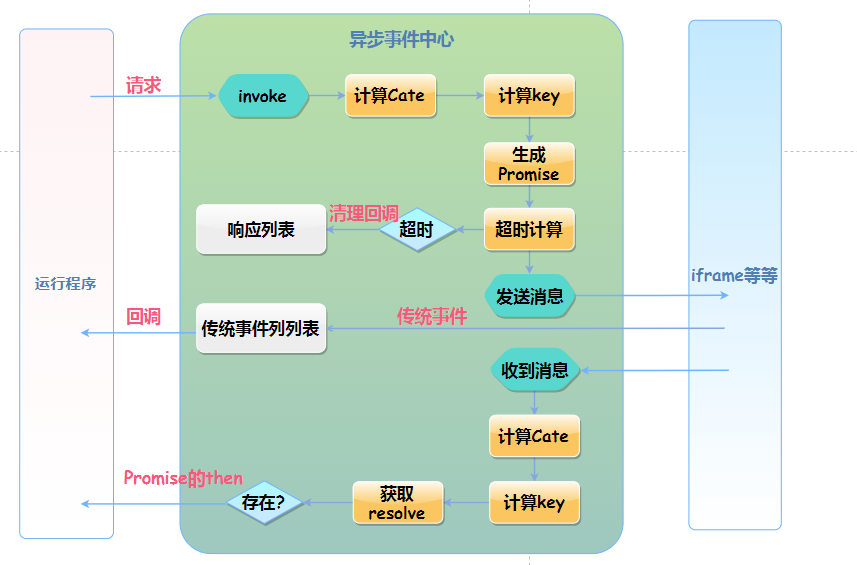 异步事件中心
请求
invoke
计算Cate
计算key
生成
Promise
清理回调
响应列表
超时
超时计算
运行程序
iframe等等
发送消息
回调
传统事件列列表
传统事件
收到消息
计算Cate
Promise的then
存在?
获取
resolve
计算key